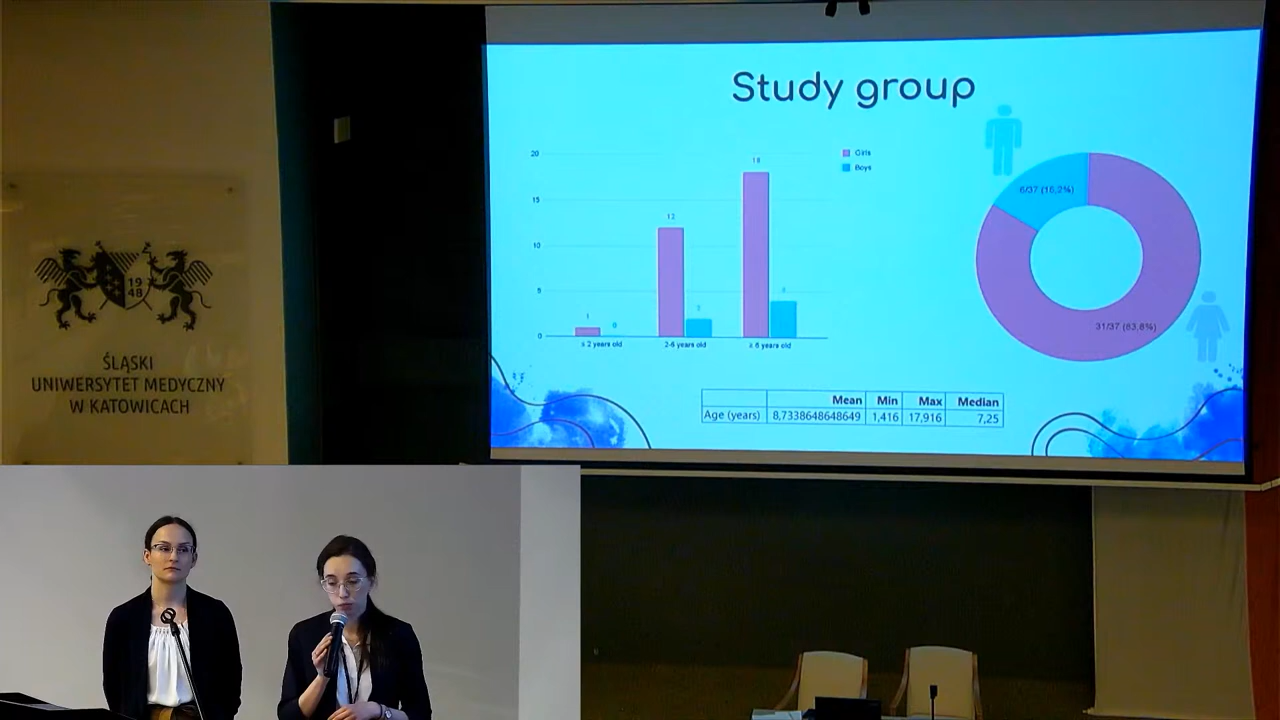 Study group
20
15
10
5
0
1
0
12
2
18
4
≤ 2 years old
2-6 years old
≥ 6 years old
Girls
Boys
6/37 (16,2%)
31/37 (83,8%)
Mean Min Max Median
Age (years) 8,7338648648649 1,416 17,916 7,25
19
48
ŚLĄSKI
UNIWERSYTET MEDYCZNY
W KATOWICACH